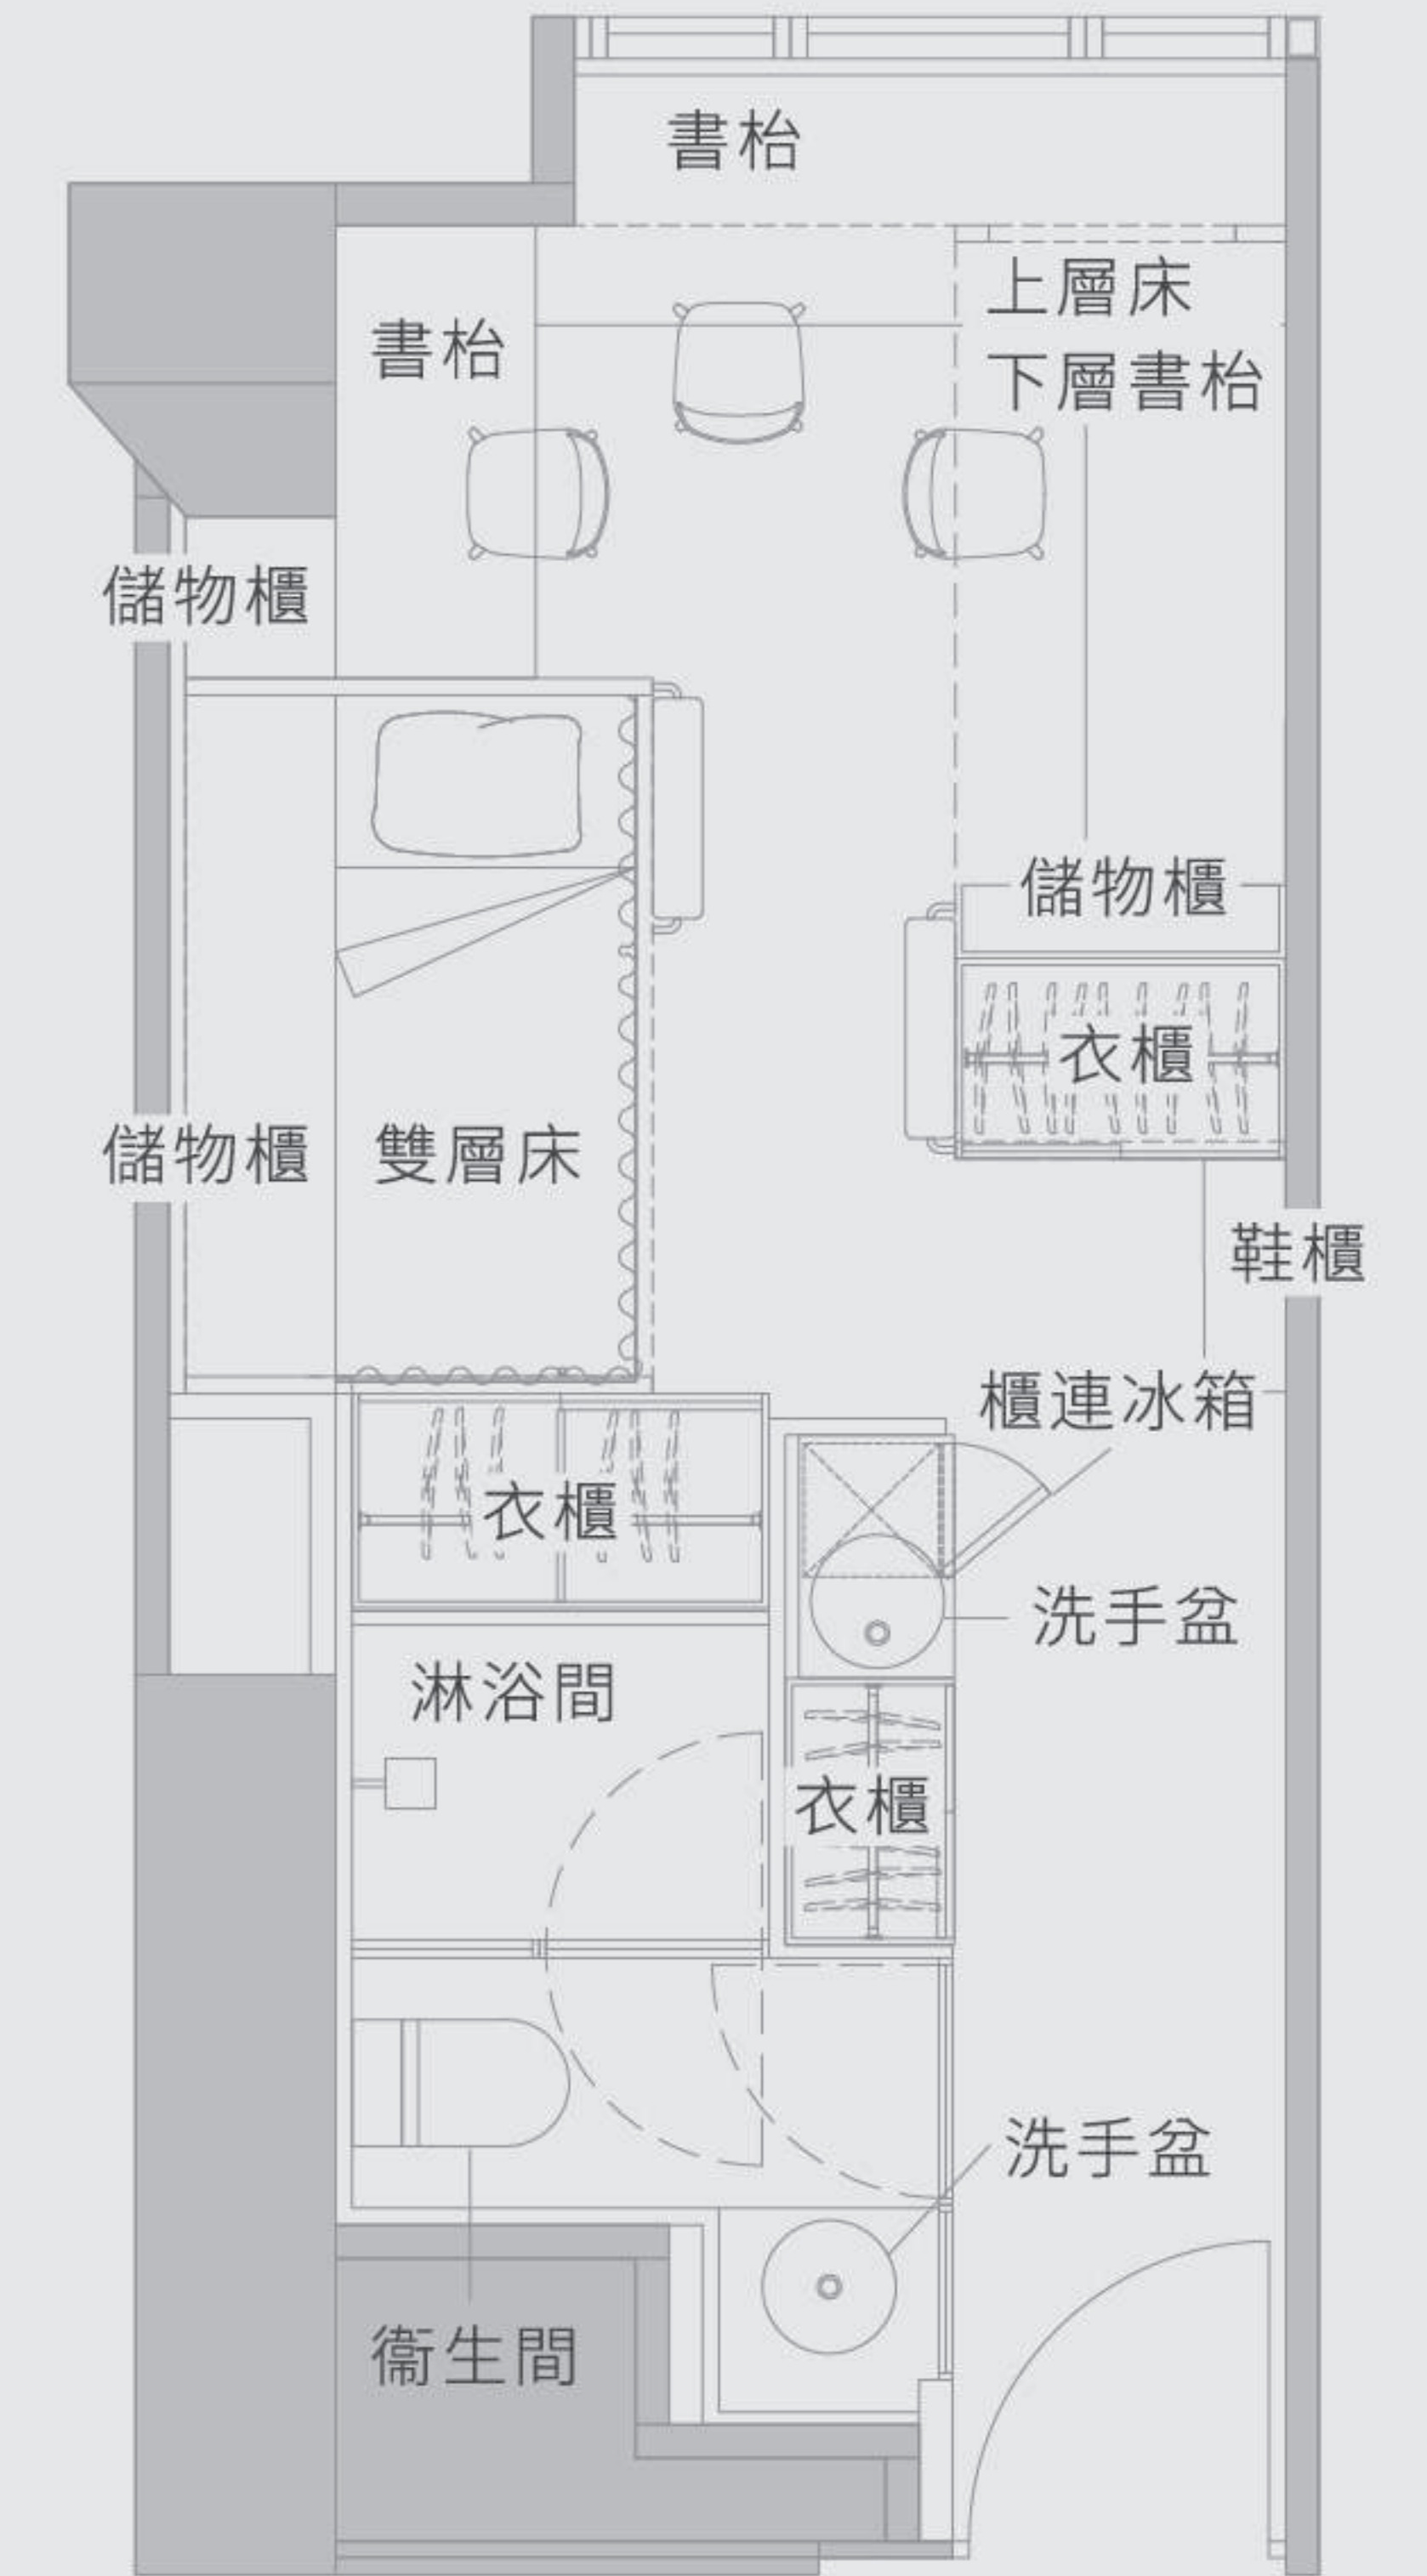 書枱
上層床
下層書枱
書枱
儲物櫃
儲物櫃
衣櫃
儲物櫃
雙層床
鞋櫃
櫃連冰箱
衣櫃
洗手盆
淋浴間
衣櫃
洗手盆
衞生間